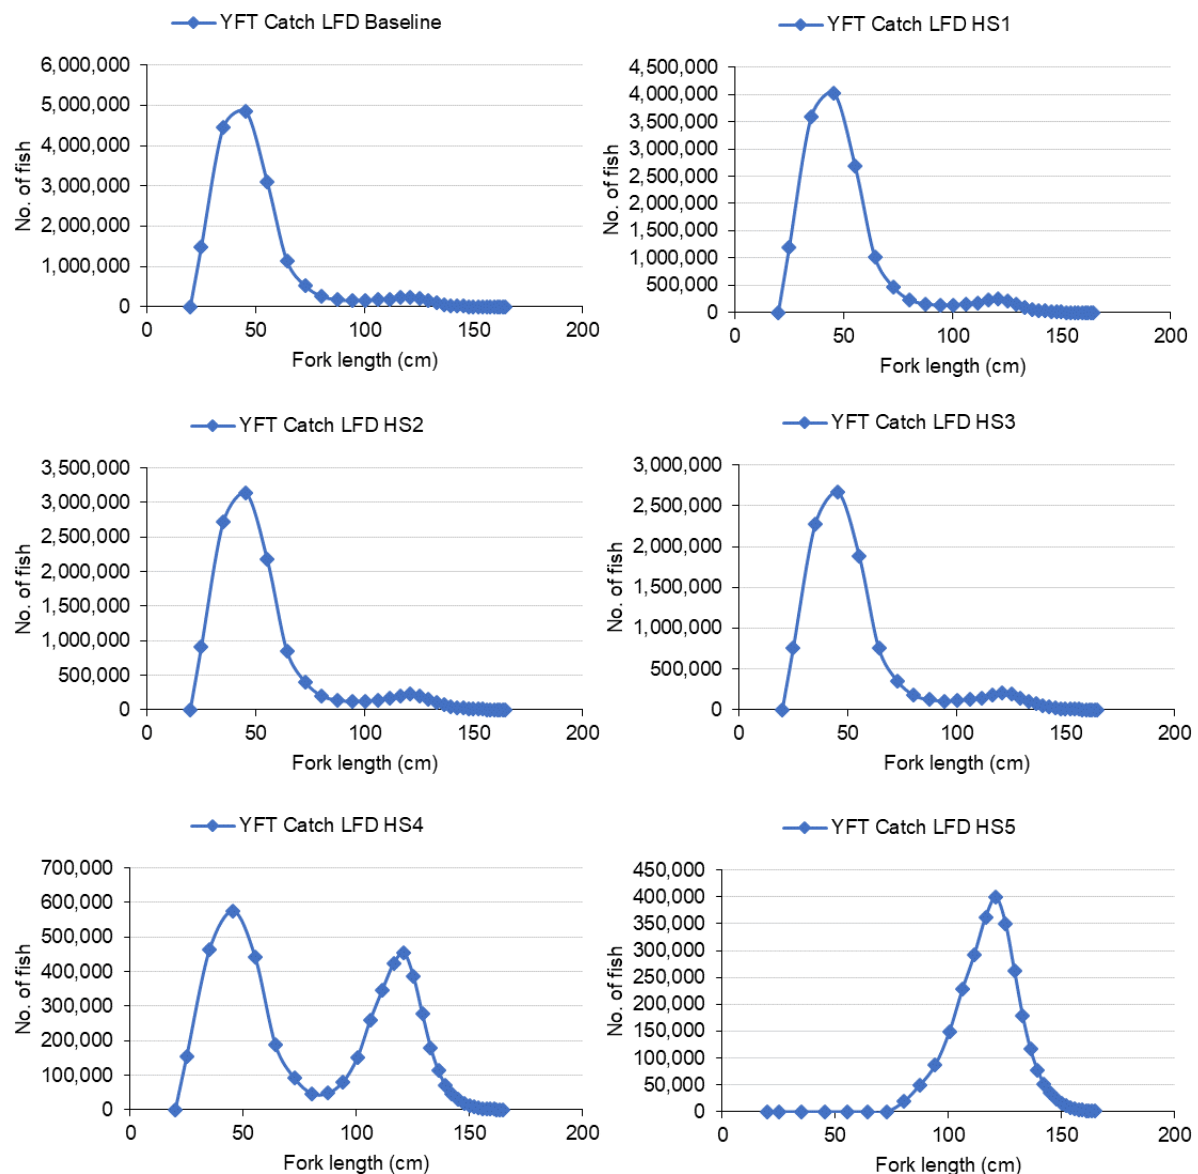 YFT Catch LFD Baseline
6,000,000
5,000,000
4,000,000
3,000,000
2,000,000
1,000,000
0
No. of fish
0 50 100 150 200
Fork length (cm)
YFT Catch LFD HS1
4,500,000
4,000,000
3,500,000
3,000,000
2,500,000
2,000,000
1,500,000
1,000,000
500,000
0
No. of fish
0 50 100 150 200
Fork length (cm)
YFT Catch LFD HS2
3,500,000
3,000,000
2,500,000
2,000,000
1,500,000
1,000,000
500,000
0
No. of fish
0 50 100 150 200
Fork length (cm)
YFT Catch LFD HS3
3,000,000
2,500,000
2,000,000
1,500,000
1,000,000
500,000
0
No. of fish
0 50 100 150 200
Fork length (cm)
YFT Catch LFD HS4
700,000
600,000
500,000
400,000
300,000
200,000
100,000
0
No. of fish
0 50 100 150 200
Fork length (cm)
YFT Catch LFD HS5
450,000
400,000
350,000
300,000
250,000
200,000
150,000
100,000
50,000
0
No. of fish
0 50 100 150 200
Fork length (cm)